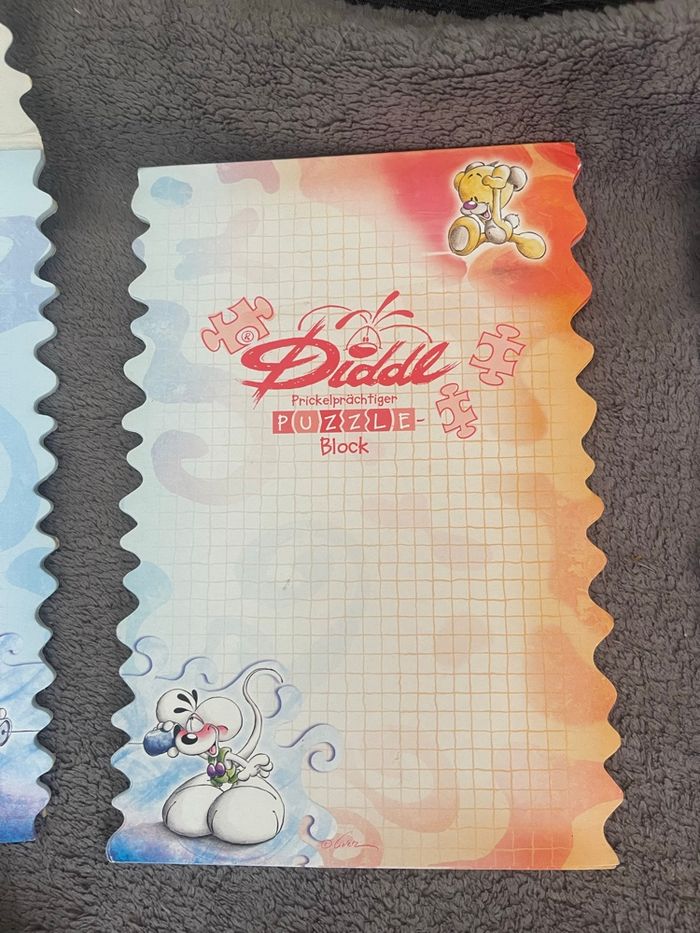 ®
Diddl
Prickelprächtiger
PUZZLE-
Block
©